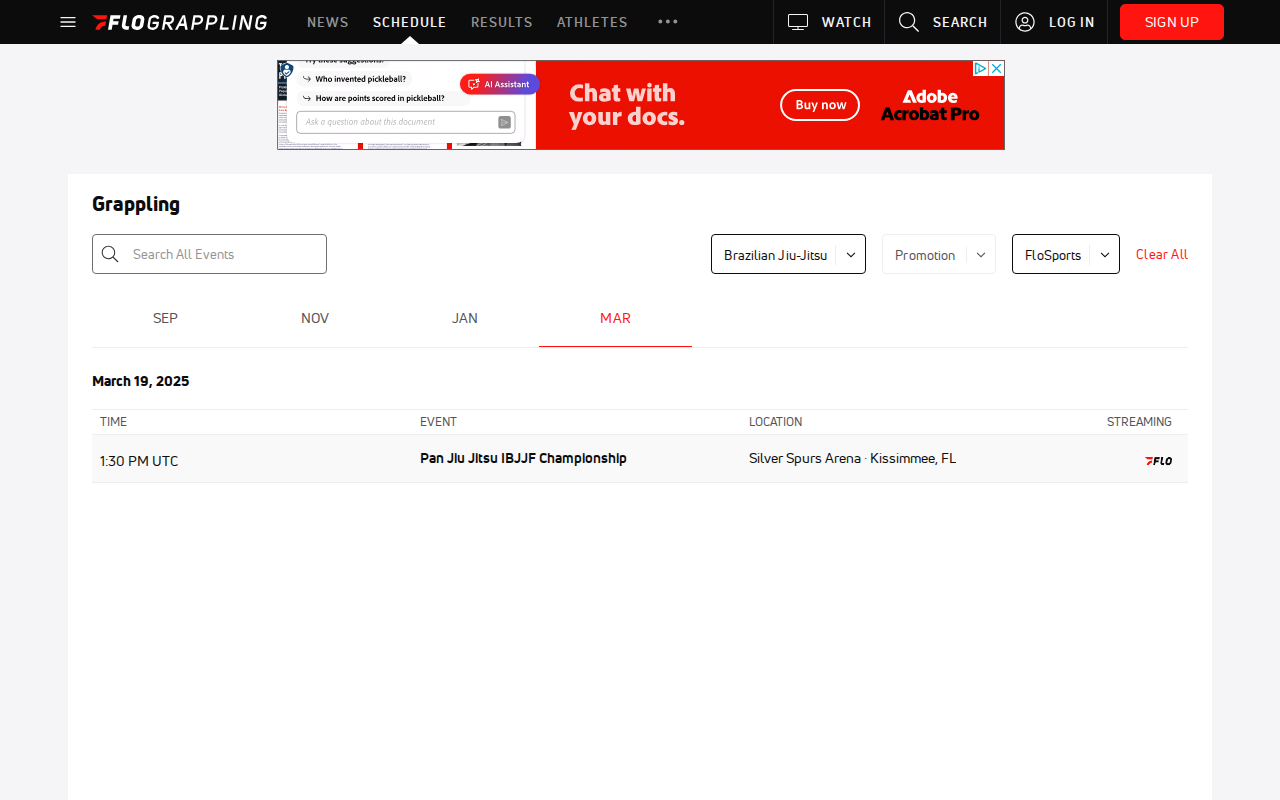 FLOGRAPPLING NEWS SCHEDULE RESULTS ATHLETES WATCH SEARCH LOG IN SIGN UP
Who invented pickleball?
How are points scored in pickleball?
Ask a question about this document
AI Assistant
Chat with
your docs.
Buy now
Adobe
Acrobat Pro
Grappling
Search All Events Brazilian Jiu-Jitsu Promotion FloSports Clear All
SEP NOV JAN MAR
March 19, 2025
TIME EVENT LOCATION STREAMING
1:30 PM UTC Pan Jiu Jitsu IBJJF Championship Silver Spurs Arena · Kissimmee, FL FLO